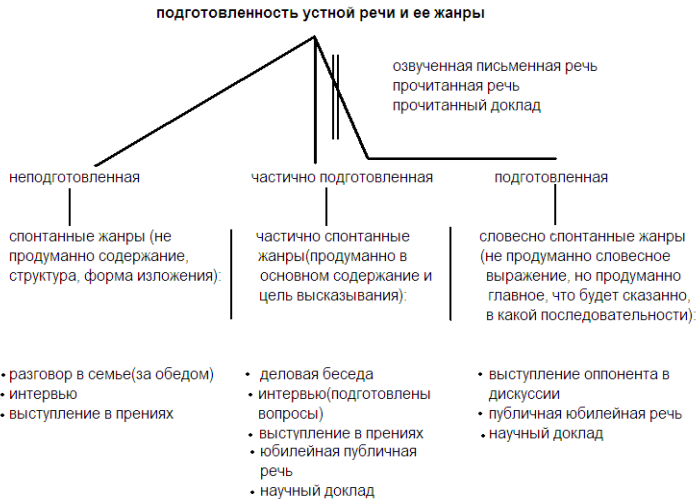 подготовленность устной речи и ее жанры
озвученная письменная речь
прочитанная речь
прочитанный доклад
неподготовленная
частично подготовленная
подготовленная
спонтанные жанры (не
продуманно содержание,
структура, форма изложения):
частично спонтанные
жанры(продуманно в
основном содержание и
цель высказывания):
словесно спонтанные жанры
(не продуманно словесное
выражение, но продуманно
главное, что будет сказанно,
в какой последовательности):
• разговор в семье(за обедом)
• интервью
• выступление в прениях
• деловая беседа
• интервью(подготовлены
вопросы)
• выступление в прениях
• юбилейная публичная
речь
• научный доклад
• выступление оппонента в
дискуссии
• публичная юбилейная речь
• научный доклад